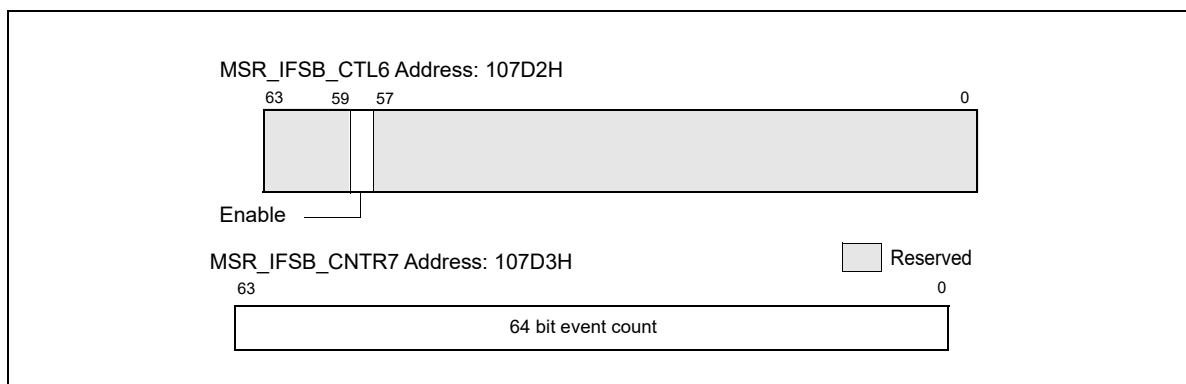 MSR_IFSB_CTL6 Address: 107D2H
63 59 57 0
Enable
Reserved
MSR_IFSB_CNTR7 Address: 107D3H
63 0
64 bit event count